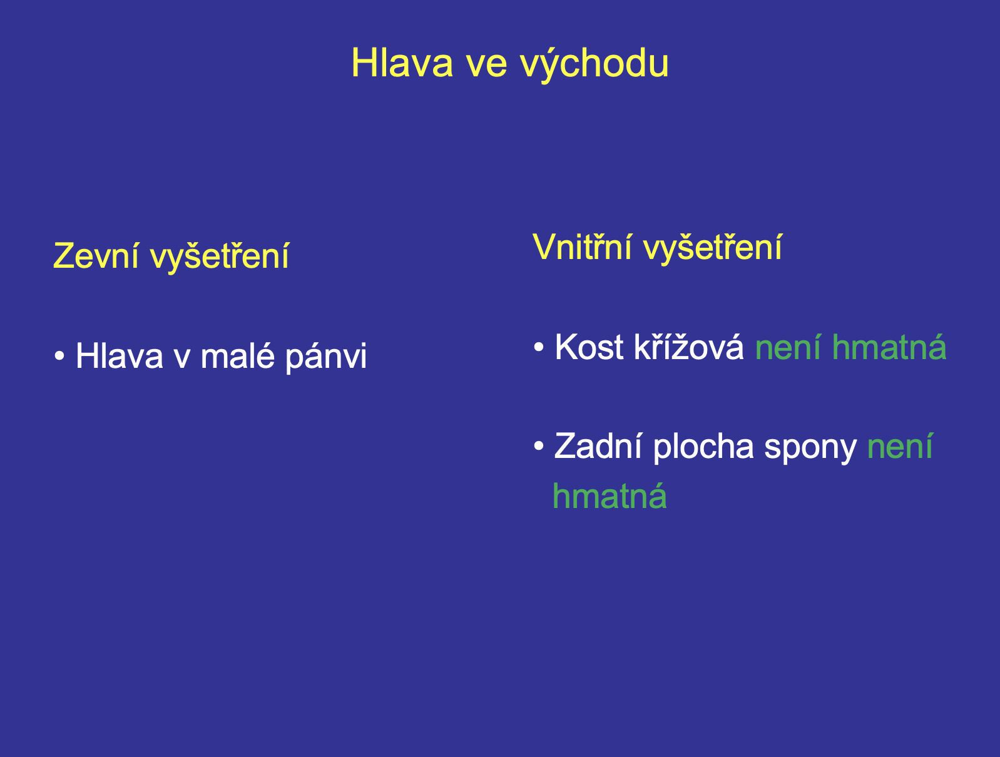 Hlava ve východu
Zevní vyšetření
• Hlava v malé pánvi
Vnitřní vyšetření
• Kost křížová není hmatná
• Zadní plocha spony není
hmatná